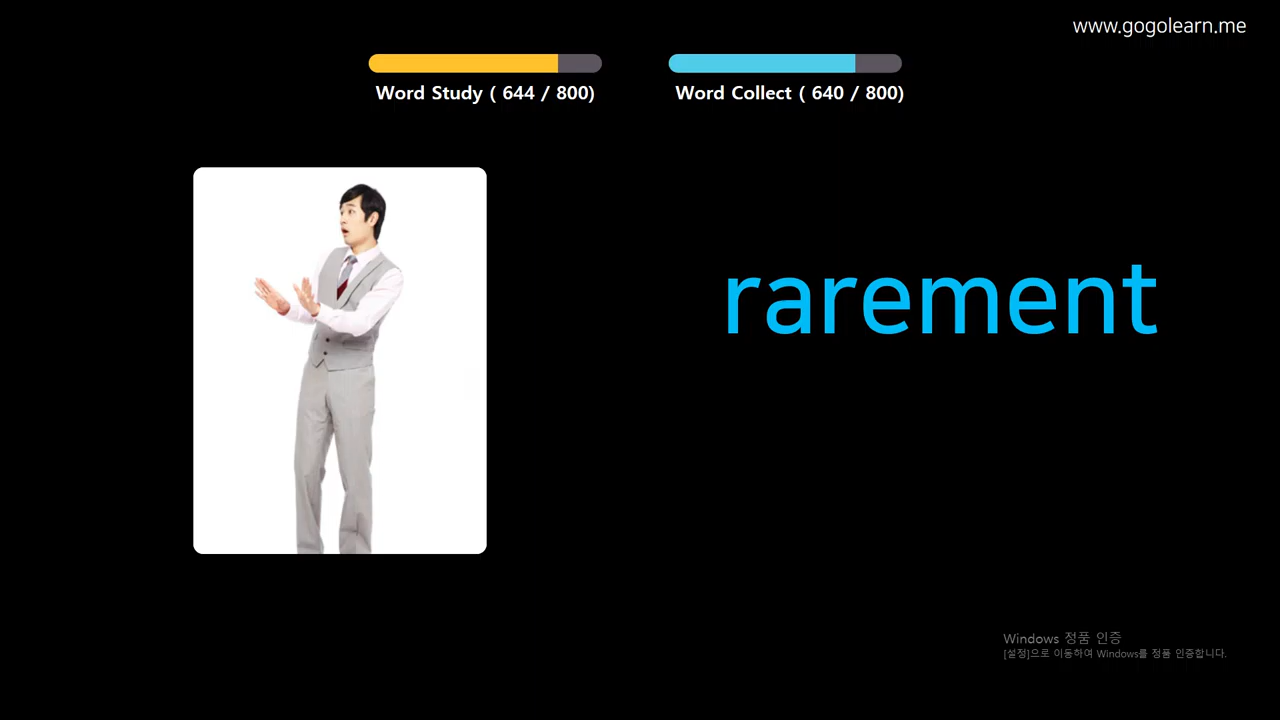 www.gogolearn.me
Word Study ( 644 / 800)
Word Collect ( 640 / 800)
rarement
Windows 정품 인증
[설정]으로 이동하여 Windows를 정품 인증합니다.